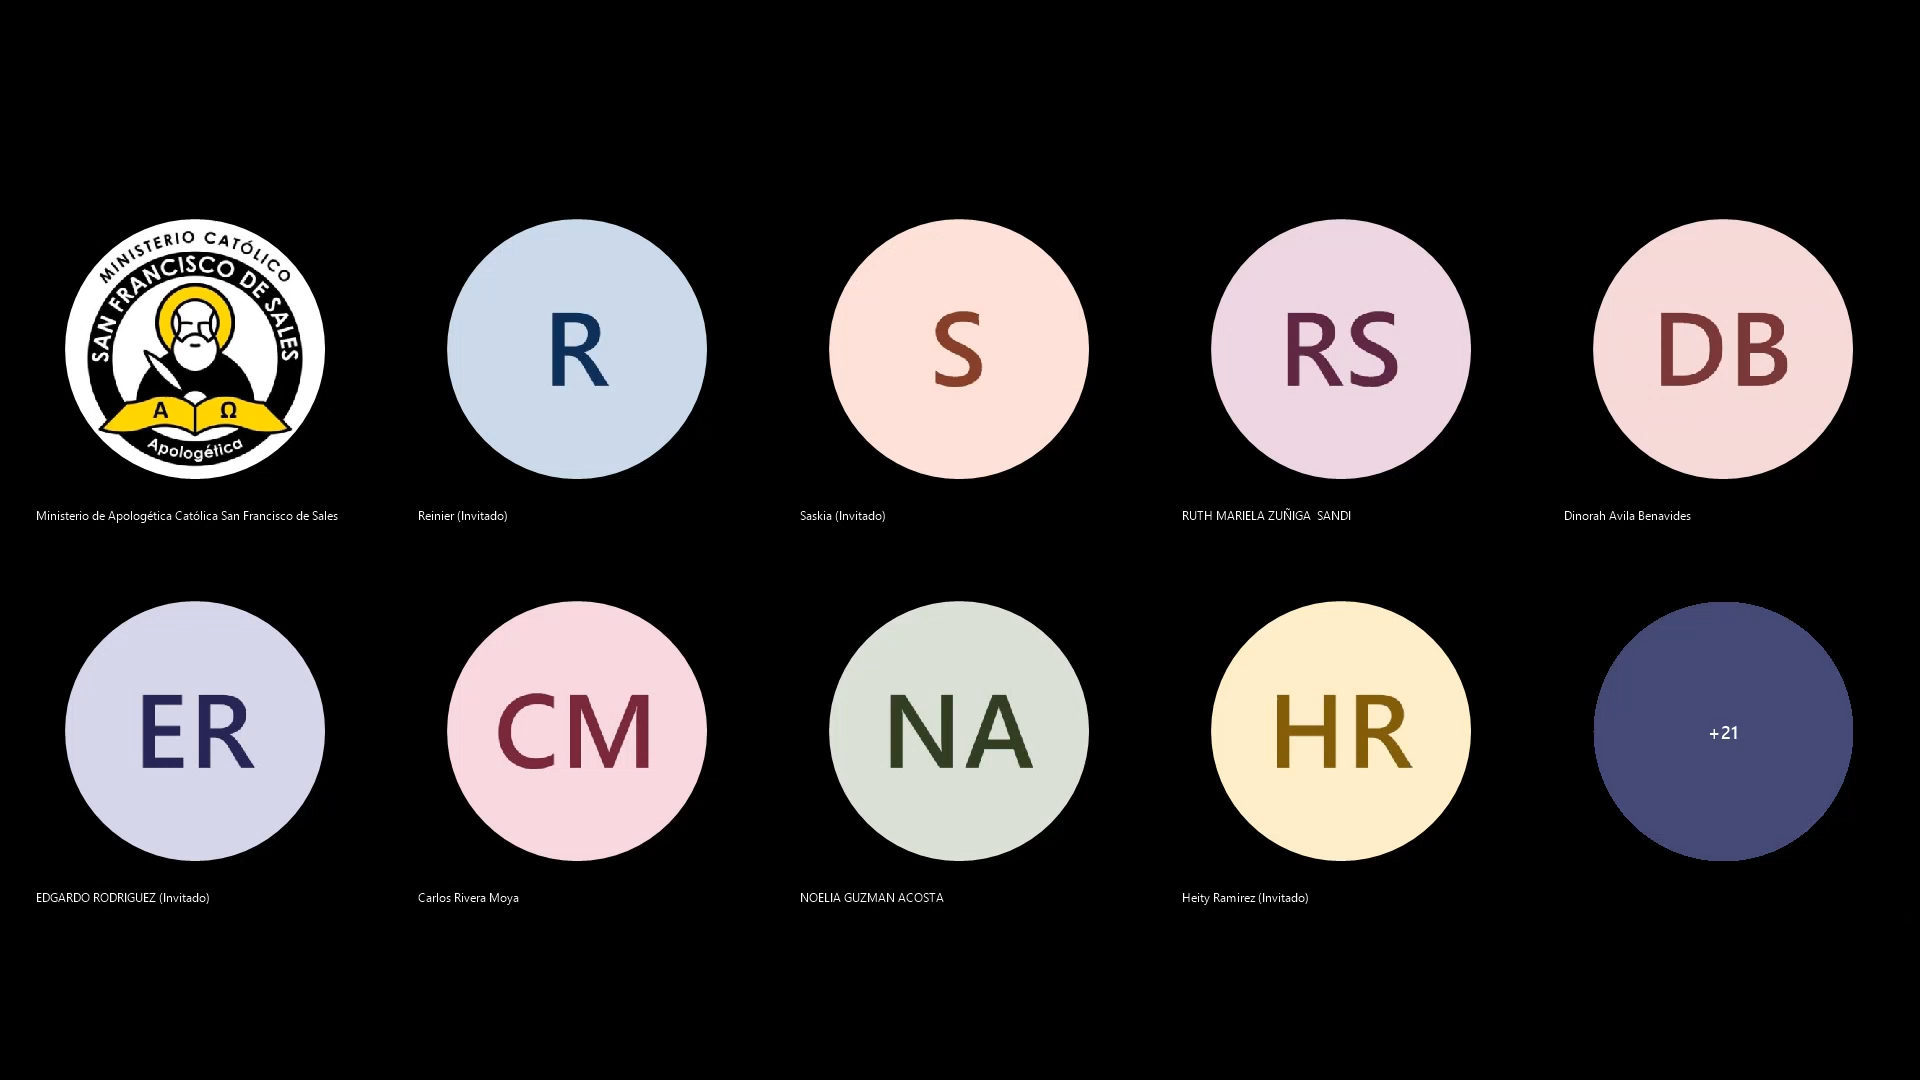 MINISTERIO CATÓLICO
SAN FRANCISCO DE SALES
Α Ω
Apologética
R
S
RS
DB
Ministerio de Apologética Católica San Francisco de Sales
Reinier (Invitado)
Saskia (Invitado)
RUTH MARIELA ZUÑIGA  SANDI
Dinorah Avila Benavides
ER
CM
NA
HR
+21
EDGARDO RODRIGUEZ (Invitado)
Carlos Rivera Moya
NOELIA GUZMAN ACOSTA
Heity Ramirez (Invitado)